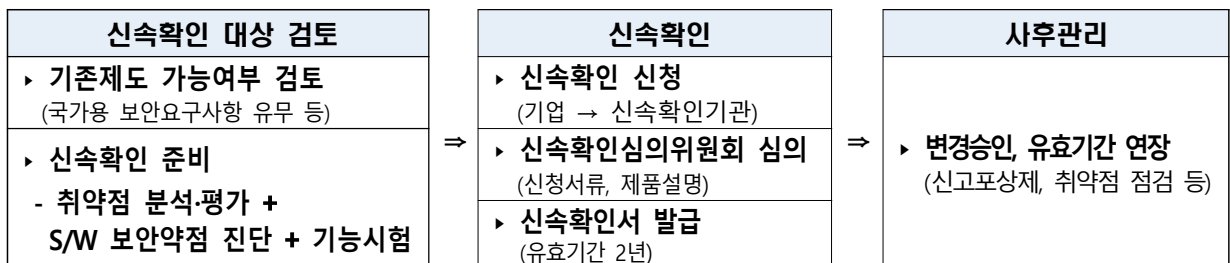 신속확인 대상 검토
▸ 기존제도 가능여부 검토
(국가용 보안요구사항 유무 등)
▸ 신속확인 준비
- 취약점 분석·평가 +
S/W 보안약점 진단 + 기능시험
⇒
신속확인
▸ 신속확인 신청
(기업 → 신속확인기관)
▸ 신속확인심의위원회 심의
(신청서류, 제품설명)
▸ 신속확인서 발급
(유효기간 2년)
⇒
사후관리
▸ 변경승인, 유효기간 연장
(신고포상제, 취약점 점검 등)